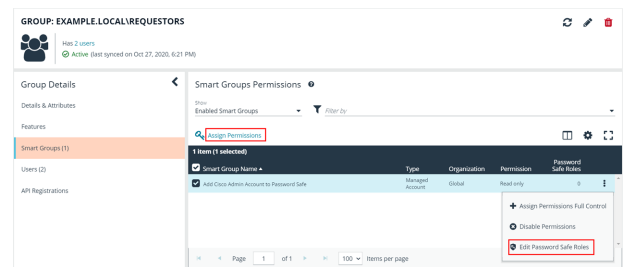 GROUP: EXAMPLE.LOCAL\REQUESTORS
Has 2 users
Active (last synced on Oct 27, 2020, 6:21 PM)
Group Details
Details & Attributes
Features
Smart Groups (1)
Users (2)
API Registrations
Smart Groups Permissions
Show
Enabled Smart Groups
Filter by
Assign Permissions
1 item (1 selected)
Smart Group Name Type Organization Permission Password Safe Roles
Add Cisco Admin Account to Password Safe Managed Account Global Read only 0
Assign Permissions Full Control
Disable Permissions
Edit Password Safe Roles
Page 1 of 1 100 Items per page